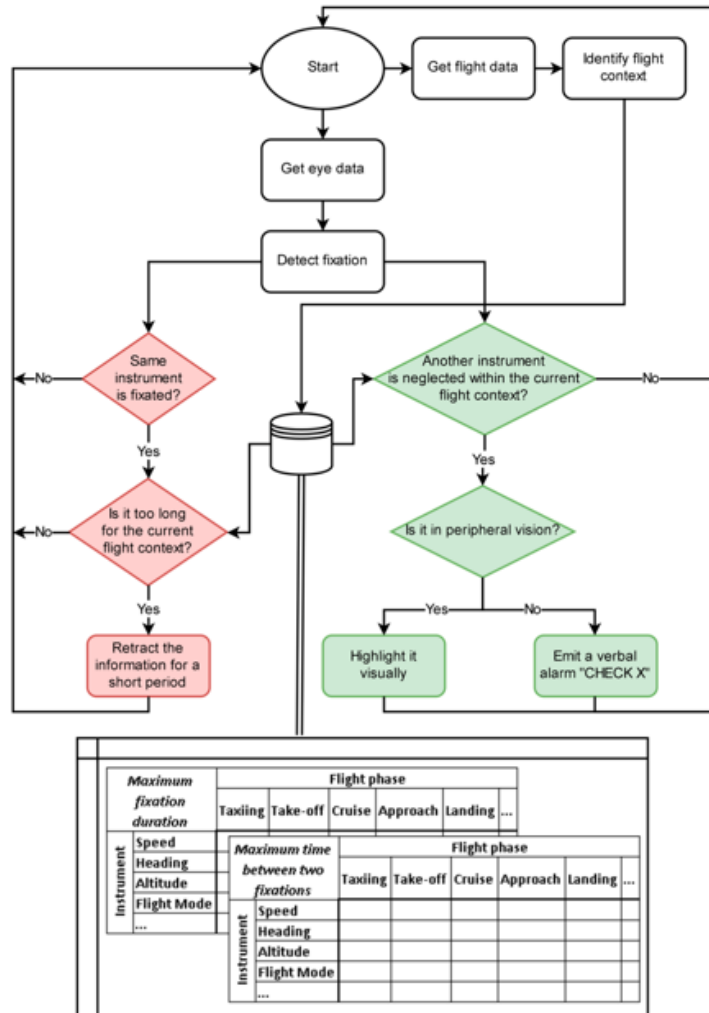 Start
Get flight data
Identify flight
context
Get eye data
Detect fixation
Same
instrument
is fixated?
No
Yes
Another instrument
is neglected within the current
flight context?
No
Yes
Is it too long
for the current
flight context?
No
Yes
Is it in peripheral vision?
Yes
No
Retract the
information for a
short period
Highlight it
visually
Emit a verbal
alarm "CHECK X"
Maximum
fixation
duration
Flight phase
Taxiing Take-off Cruise Approach Landing ...
Instrument
Speed
Heading
Altitude
Flight Mode
...
Maximum time
between two
fixations
Flight phase
Taxiing Take-off Cruise Approach Landing ...
Instrument
Speed
Heading
Altitude
Flight Mode
...